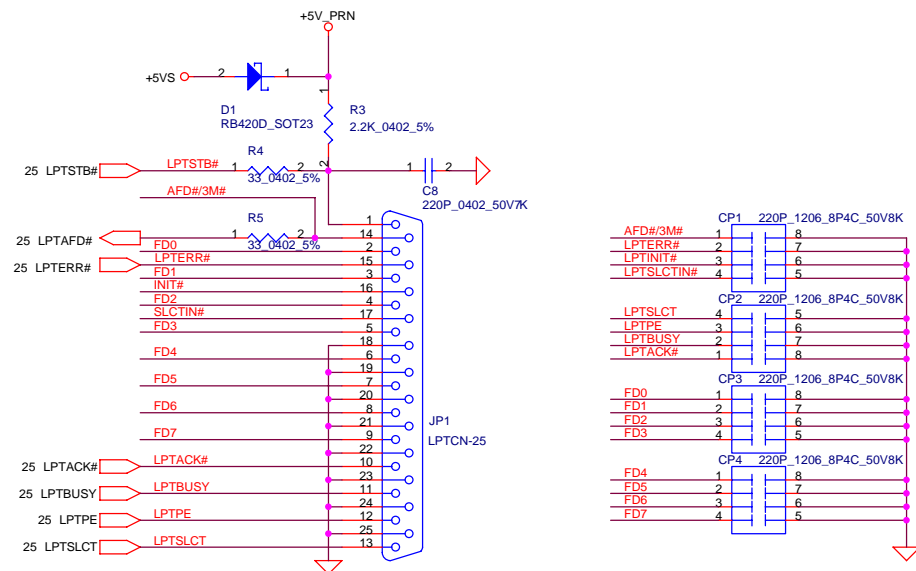 +5V_PRN
+5VS
2
1
1
D1
RB420D_SOT23
R3
2.2K_0402_5%
2
25 LPTSTB#
LPTSTB#
1
R4
2
33_0402_5%
1
2
C8
220P_0402_50V7K
AFD#/3M#
25 LPTAFD#
1
R5
2
33_0402_5%
1
14
FD0
2
25 LPTERR#
LPTERR#
15
FD1
3
INIT#
16
FD2
4
SLCTIN#
17
FD3
5
18
FD4
6
19
FD5
7
20
FD6
8
21
FD7
9
22
25 LPTACK#
LPTACK#
10
23
25 LPTBUSY
LPTBUSY
11
24
25 LPTPE
LPTPE
12
25
25 LPTSLCT
LPTSLCT
13
JP1
LPTCN-25
CP1 220P_1206_8P4C_50V8K
AFD#/3M# 1 8
LPTERR# 2 7
LPTINIT# 3 6
LPTSLCTIN# 4 5
CP2 220P_1206_8P4C_50V8K
LPTSLCT 4 5
LPTPE 3 6
LPTBUSY 2 7
LPTACK# 1 8
CP3 220P_1206_8P4C_50V8K
FD0 1 8
FD1 2 7
FD2 3 6
FD3 4 5
CP4 220P_1206_8P4C_50V8K
FD4 1 8
FD5 2 7
FD6 3 6
FD7 4 5